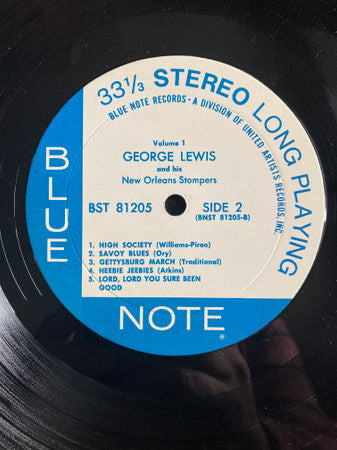 33⅓ STEREO LONG PLAYING
BLUE NOTE RECORDS • A DIVISION OF UNITED ARTISTS RECORDS, INC.
Volume 1
GEORGE LEWIS
and his
New Orleans Stompers
BST 81205 SIDE 2
(BNST 81205-B)
1. HIGH SOCIETY (Williams-Piron)
2. SAVOY BLUES (Ory)
3. GETTYSBURG MARCH (Traditional)
4. HEEBIE JEEBIES (Atkins)
5. LORD, LORD YOU SURE BEEN
GOOD
BLUE
NOTE ®